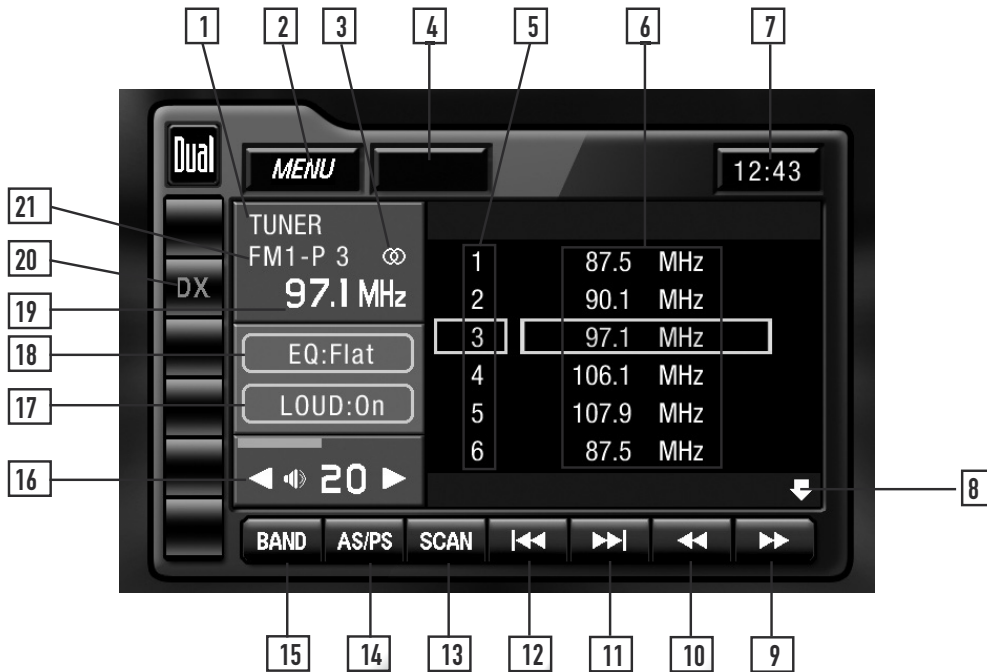 1 2 3 4 5 6 7
Dual
MENU
12:43
21
TUNER
FM1-P 3
20
DX
97.1 MHz
19
18
EQ:Flat
17
LOUD:On
16
20
1 87.5 MHz
2 90.1 MHz
3 97.1 MHz
4 106.1 MHz
5 107.9 MHz
6 87.5 MHz
8
BAND AS/PS SCAN
15 14 13 12 11 10 9